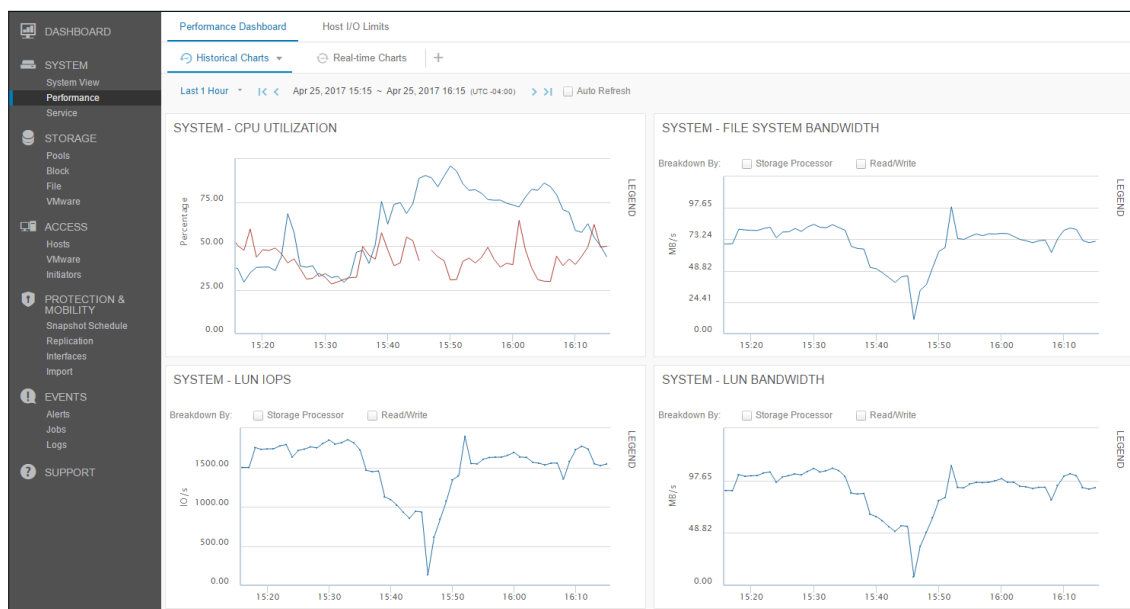 DASHBOARD
SYSTEM
System View
Performance
Service
STORAGE
Pools
Block
File
VMware
ACCESS
Hosts
VMware
Initiators
PROTECTION &
MOBILITY
Snapshot Schedule
Replication
Interfaces
Import
EVENTS
Alerts
Jobs
Logs
SUPPORT
Performance Dashboard Host I/O Limits
Historical Charts Real-time Charts +
Last 1 Hour Apr 25, 2017 15:15 ~ Apr 25, 2017 16:15 (UTC -04:00) Auto Refresh
SYSTEM - CPU UTILIZATION
Percentage
75.00
50.00
25.00
0.00
15:20 15:30 15:40 15:50 16:00 16:10
LEGEND
SYSTEM - FILE SYSTEM BANDWIDTH
Breakdown By: Storage Processor Read/Write
MB/s
97.65
73.24
48.82
24.41
0.00
15:20 15:30 15:40 15:50 16:00 16:10
LEGEND
SYSTEM - LUN IOPS
Breakdown By: Storage Processor Read/Write
IO/s
1500.00
1000.00
500.00
0.00
15:20 15:30 15:40 15:50 16:00 16:10
LEGEND
SYSTEM - LUN BANDWIDTH
Breakdown By: Storage Processor Read/Write
MB/s
97.65
48.82
0.00
15:20 15:30 15:40 15:50 16:00 16:10
LEGEND